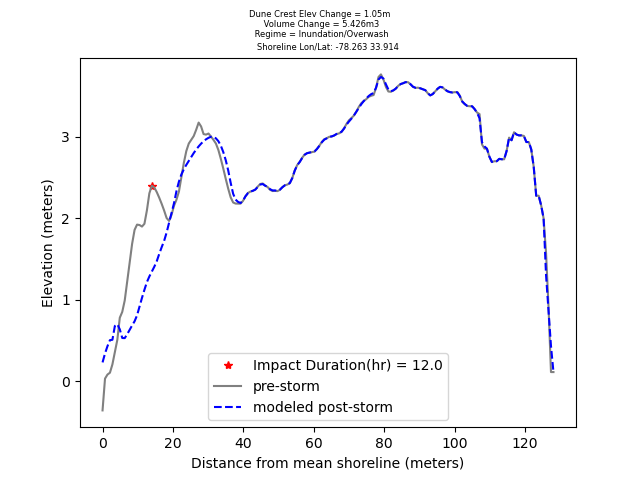 Dune Crest Elev Change = 1.05m
Volume Change = 5.426m3
Regime = Inundation/Overwash
Shoreline Lon/Lat: -78.263 33.914
Elevation (meters)
3
2
1
0
Impact Duration(hr) = 12.0
pre-storm
modeled post-storm
0 20 40 60 80 100 120
Distance from mean shoreline (meters)